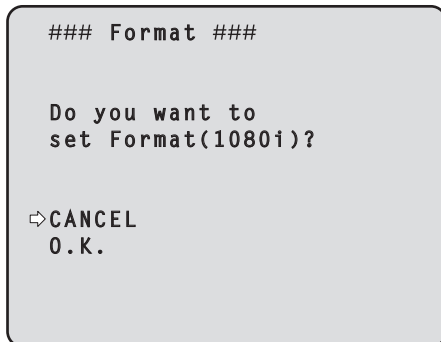 ### Format ###
Do you want to
set Format(1080i)?
⇨CANCEL
O.K.